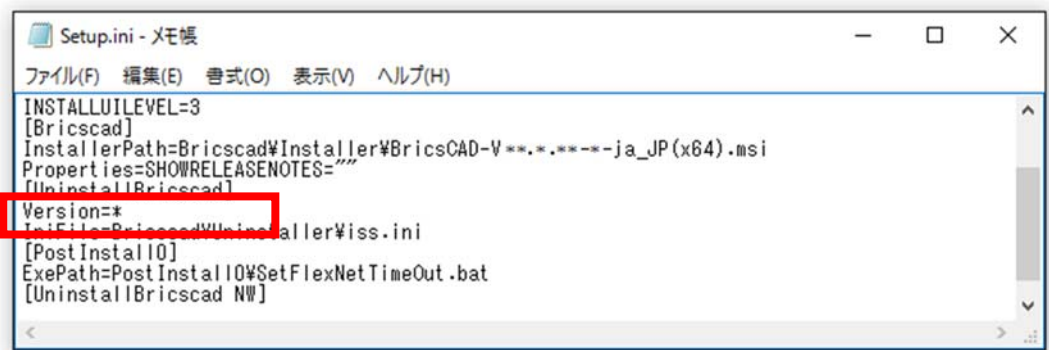 Setup.ini - メモ帳
ファイル(F) 編集(E) 書式(O) 表示(V) ヘルプ(H)
INSTALLUILEVEL=3
[Bricscad]
InstallerPath=Bricscad¥Installer¥BricsCAD-V**.*.**-*-ja_JP(x64).msi
Properties=SHOWRELEASENOTES=""
[UninstallBricscad]
Version=*
IniFile=Bricscad¥Uninstaller¥iss.ini
[PostInstall0]
ExePath=PostInstall0¥SetFlexNetTimeOut.bat
[UninstallBricscad NW]